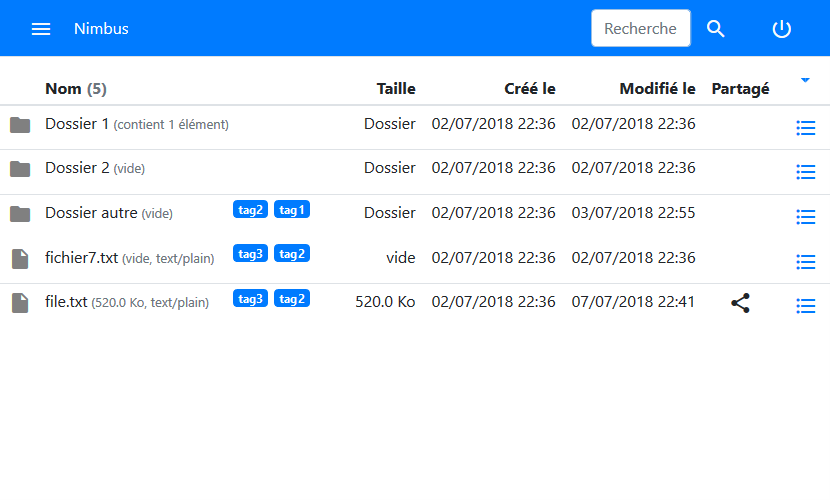 Nimbus Recherche
Nom (5) Taille Créé le Modifié le Partagé
Dossier 1 (contient 1 élément) Dossier 02/07/2018 22:36 02/07/2018 22:36
Dossier 2 (vide) Dossier 02/07/2018 22:36 02/07/2018 22:36
Dossier autre (vide) tag2 tag1 Dossier 02/07/2018 22:36 03/07/2018 22:55
fichier7.txt (vide, text/plain) tag3 tag2 vide 02/07/2018 22:36 02/07/2018 22:36
file.txt (520.0 Ko, text/plain) tag3 tag2 520.0 Ko 02/07/2018 22:36 07/07/2018 22:41